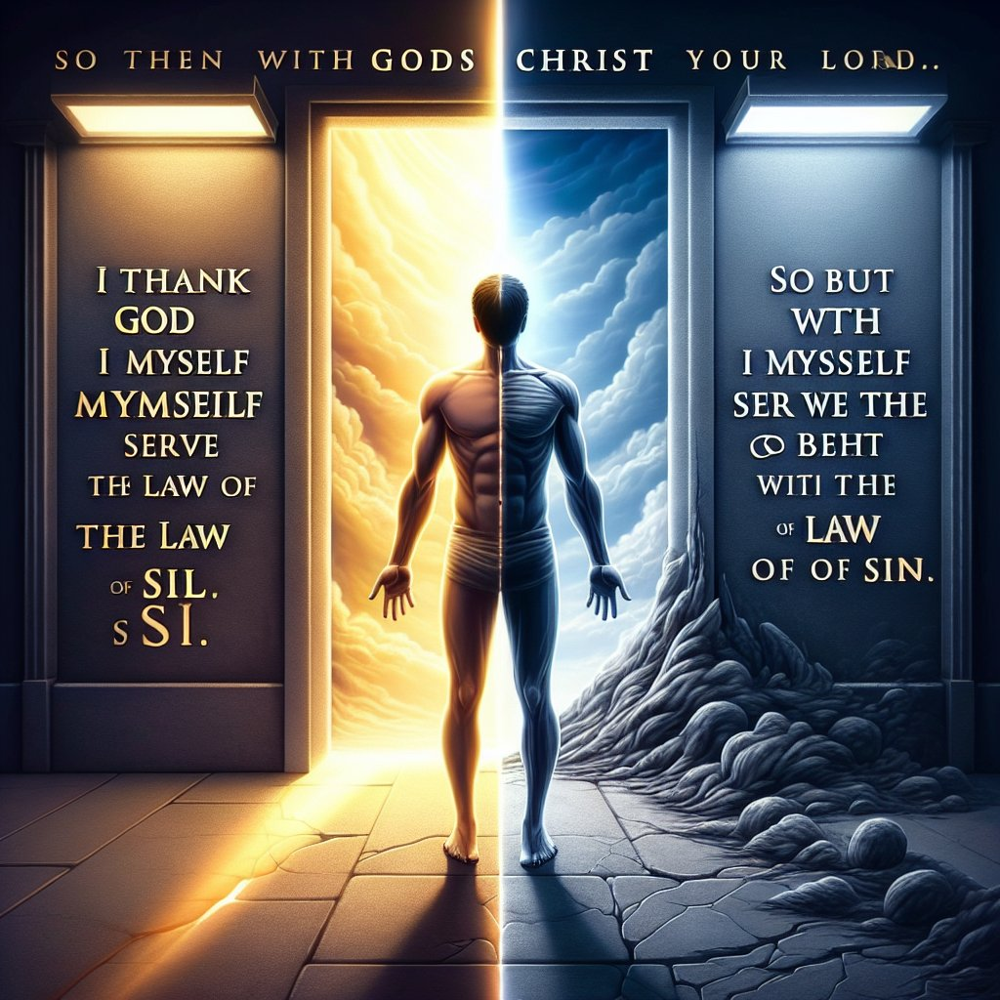 SO THEN WITH GODS CHRIST YOUR LORD..
I THANK
GOD
I MYSELF
MYMSEILF
SERVE
THE LAW OF
THE LAW
OF SIL.
S SI.
SO BUT
WTH
I MYSSELF
SER WE THE
BEHT
WITI THE
OF LAW
OF OF SIN.